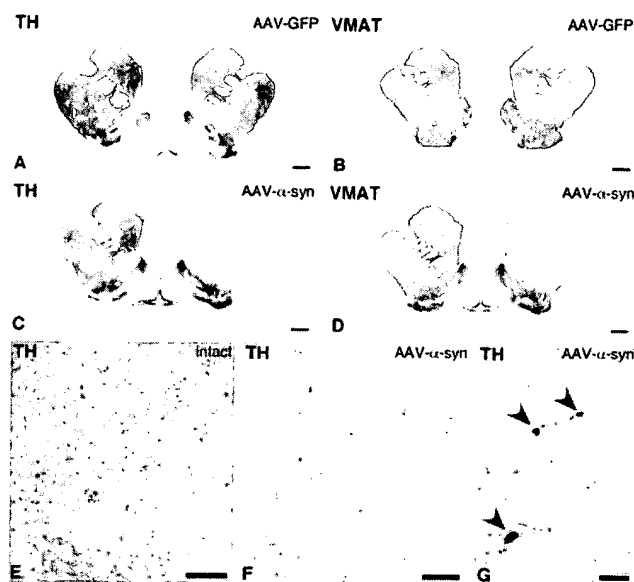 TH AAV-GFP VMAT AAV-GFP
A B
TH AAV-α-syn VMAT AAV-α-syn
C D
TH Intact TH AAV-α-syn TH AAV-α-syn
E F G